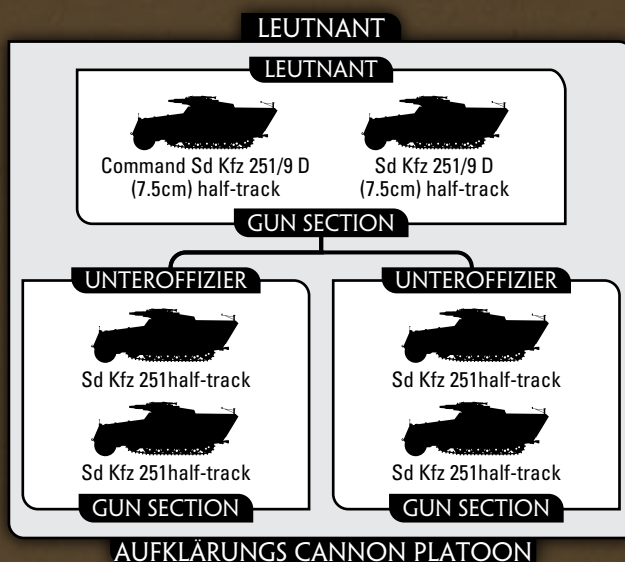 LEUTNANT
LEUTNANT
Command Sd Kfz 251/9 D
(7.5cm) half-track
Sd Kfz 251/9 D
(7.5cm) half-track
GUN SECTION
UNTEROFFIZIER
Sd Kfz 251half-track
Sd Kfz 251half-track
GUN SECTION
UNTEROFFIZIER
Sd Kfz 251half-track
Sd Kfz 251half-track
GUN SECTION
AUFKLÄRUNGS CANNON PLATOON